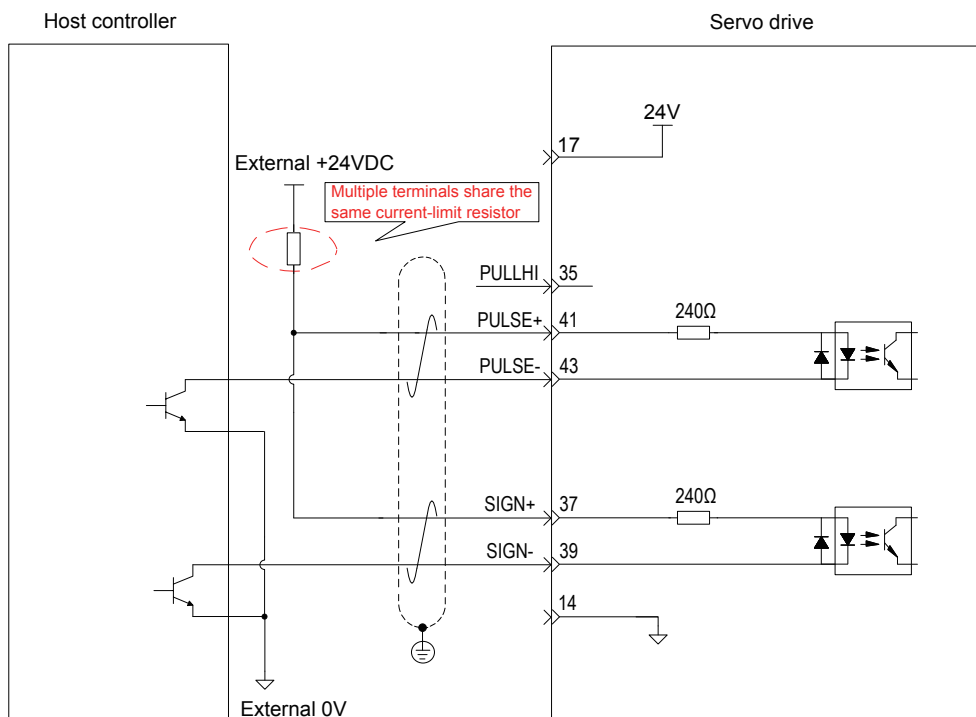 Host controller
Servo drive
24V
17
External +24VDC
Multiple terminals share the
same current-limit resistor
PULLHI
35
PULSE+
41
240Ω
PULSE-
43
SIGN+
37
240Ω
SIGN-
39
14
External 0V